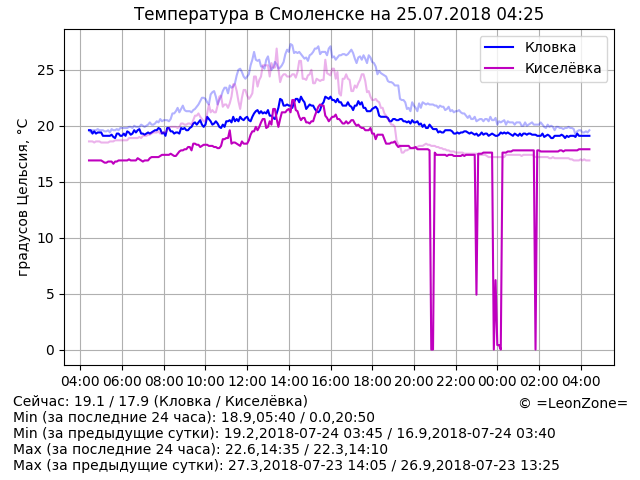 Температура в Смоленске на 25.07.2018 04:25
Кловка
Киселёвка
градусов Цельсия, °C
25
20
15
10
5
0
04:00 06:00 08:00 10:00 12:00 14:00 16:00 18:00 20:00 22:00 00:00 02:00 04:00
Сейчас: 19.1 / 17.9 (Кловка / Киселёвка)
© =LeonZone=
Min (за последние 24 часа): 18.9,05:40 / 0.0,20:50
Min (за предыдущие сутки): 19.2,2018-07-24 03:45 / 16.9,2018-07-24 03:40
Max (за последние 24 часа): 22.6,14:35 / 22.3,14:10
Max (за предыдущие сутки): 27.3,2018-07-23 14:05 / 26.9,2018-07-23 13:25